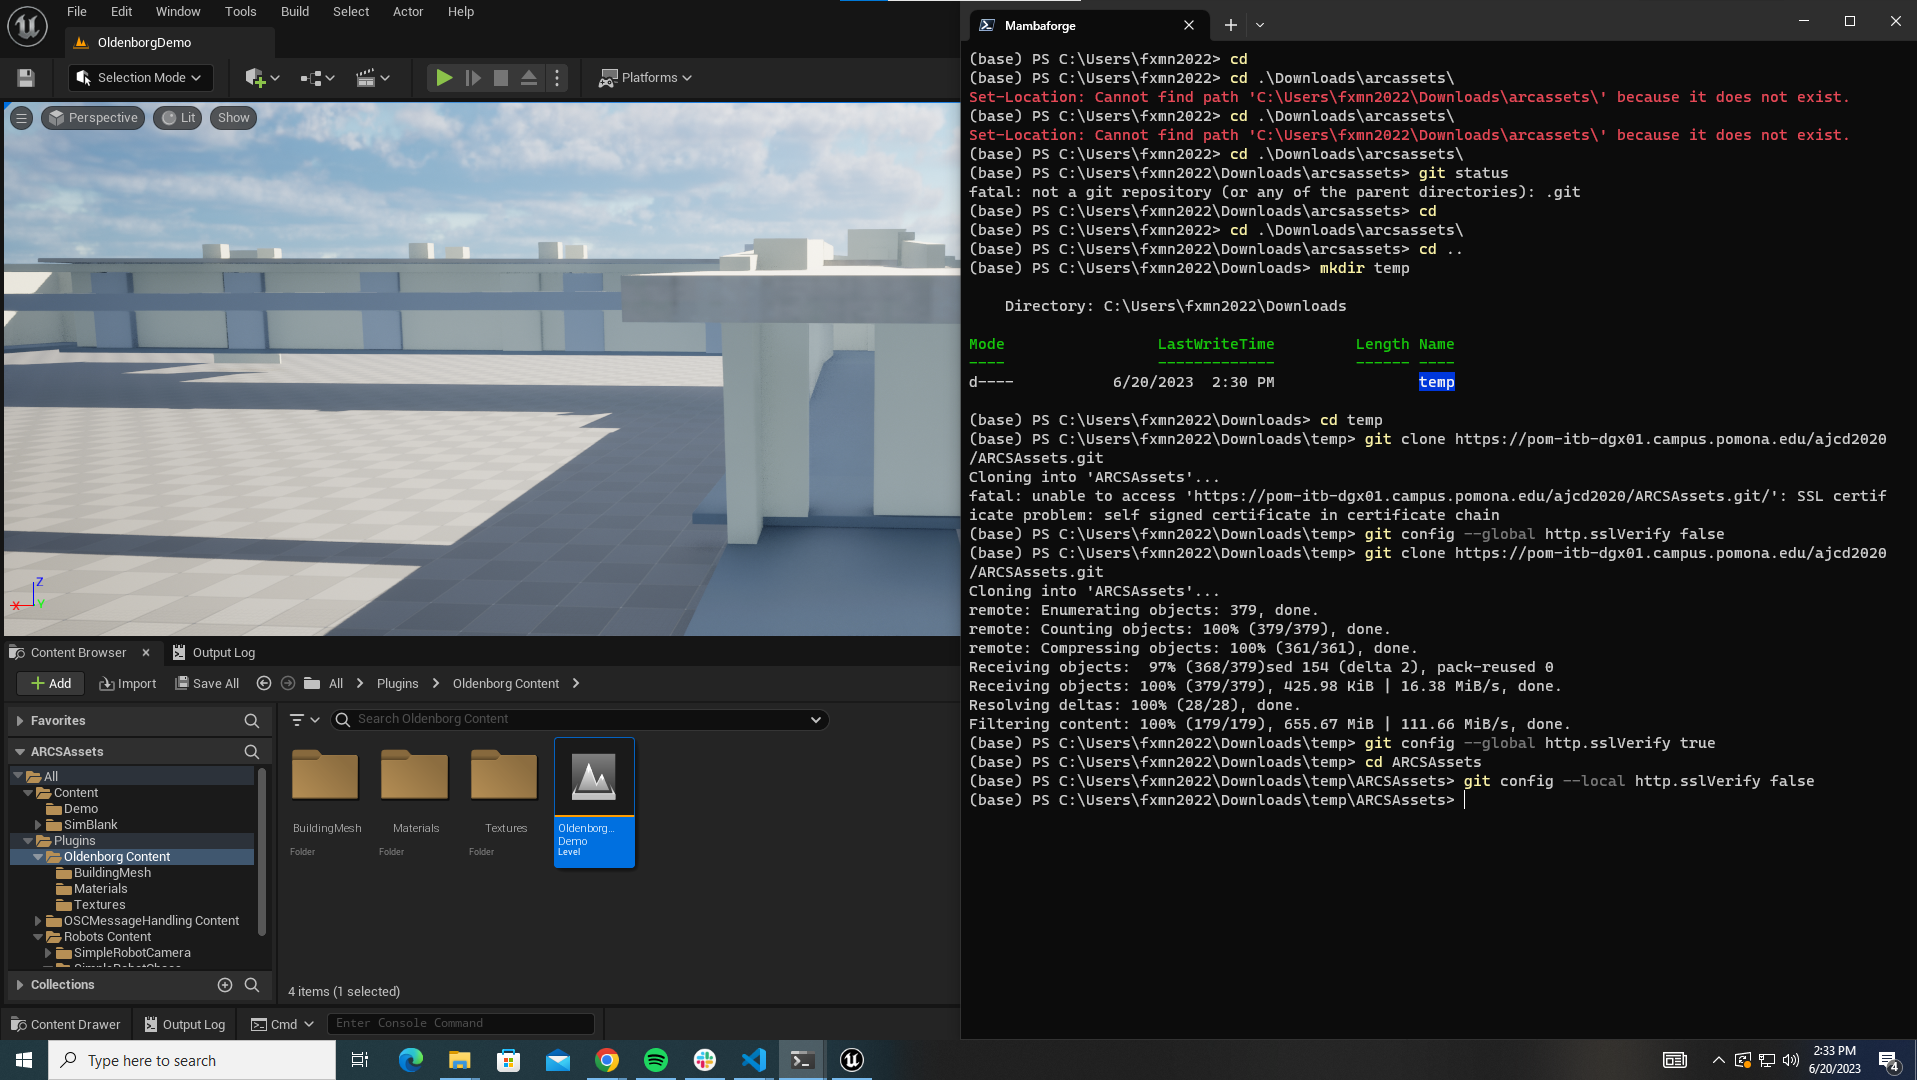 File Edit Window Tools Build Select Actor Help
OldenborgDemo
Selection Mode
Platforms
Perspective Lit Show
Z
X Y
Content Browser Output Log
Add Import Save All All Plugins Oldenborg Content
Favorites
Search Oldenborg Content
ARCSAssets
All
Content
Demo
SimBlank
Plugins
Oldenborg Content
BuildingMesh
Materials
Textures
OSCMessageHandling Content
Robots Content
SimpleRobotCamera
Collections
BuildingMesh
Folder
Materials
Folder
Textures
Folder
Oldenborg...
Demo
Level
4 items (1 selected)
Content Drawer Output Log Cmd Enter Console Command
Mambaforge
(base) PS C:\Users\fxmn2022> cd
(base) PS C:\Users\fxmn2022> cd .\Downloads\arcassets\
Set-Location: Cannot find path 'C:\Users\fxmn2022\Downloads\arcassets\' because it does not exist.
(base) PS C:\Users\fxmn2022> cd .\Downloads\arcassets\
Set-Location: Cannot find path 'C:\Users\fxmn2022\Downloads\arcassets\' because it does not exist.
(base) PS C:\Users\fxmn2022> cd .\Downloads\arcsassets\
(base) PS C:\Users\fxmn2022\Downloads\arcsassets> git status
fatal: not a git repository (or any of the parent directories): .git
(base) PS C:\Users\fxmn2022\Downloads\arcsassets> cd
(base) PS C:\Users\fxmn2022> cd .\Downloads\arcsassets\
(base) PS C:\Users\fxmn2022\Downloads\arcsassets> cd ..
(base) PS C:\Users\fxmn2022\Downloads> mkdir temp
Directory: C:\Users\fxmn2022\Downloads
Mode LastWriteTime Length Name
---- ------------- ------ ----
d---- 6/20/2023 2:30 PM temp
(base) PS C:\Users\fxmn2022\Downloads> cd temp
(base) PS C:\Users\fxmn2022\Downloads\temp> git clone https://pom-itb-dgx01.campus.pomona.edu/ajcd2020
/ARCSAssets.git
Cloning into 'ARCSAssets'...
fatal: unable to access 'https://pom-itb-dgx01.campus.pomona.edu/ajcd2020/ARCSAssets.git/': SSL certif
icate problem: self signed certificate in certificate chain
(base) PS C:\Users\fxmn2022\Downloads\temp> git config --global http.sslVerify false
(base) PS C:\Users\fxmn2022\Downloads\temp> git clone https://pom-itb-dgx01.campus.pomona.edu/ajcd2020
/ARCSAssets.git
Cloning into 'ARCSAssets'...
remote: Enumerating objects: 379, done.
remote: Counting objects: 100% (379/379), done.
remote: Compressing objects: 100% (361/361), done.
Receiving objects:  97% (368/379)sed 154 (delta 2), pack-reused 0
Receiving objects: 100% (379/379), 425.98 KiB | 16.38 MiB/s, done.
Resolving deltas: 100% (28/28), done.
Filtering content: 100% (179/179), 655.67 MiB | 111.66 MiB/s, done.
(base) PS C:\Users\fxmn2022\Downloads\temp> git config --global http.sslVerify true
(base) PS C:\Users\fxmn2022\Downloads\temp> cd ARCSAssets
(base) PS C:\Users\fxmn2022\Downloads\temp\ARCSAssets> git config --local http.sslVerify false
(base) PS C:\Users\fxmn2022\Downloads\temp\ARCSAssets>
Type here to search
2:33 PM
6/20/2023
4